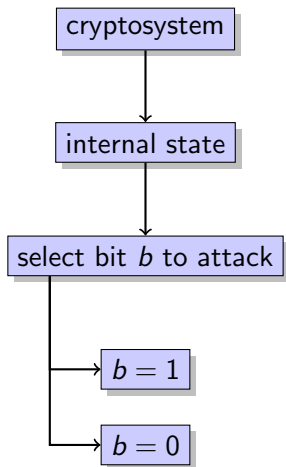 cryptosystem
internal state
select bit b to attack
b = 1
b = 0